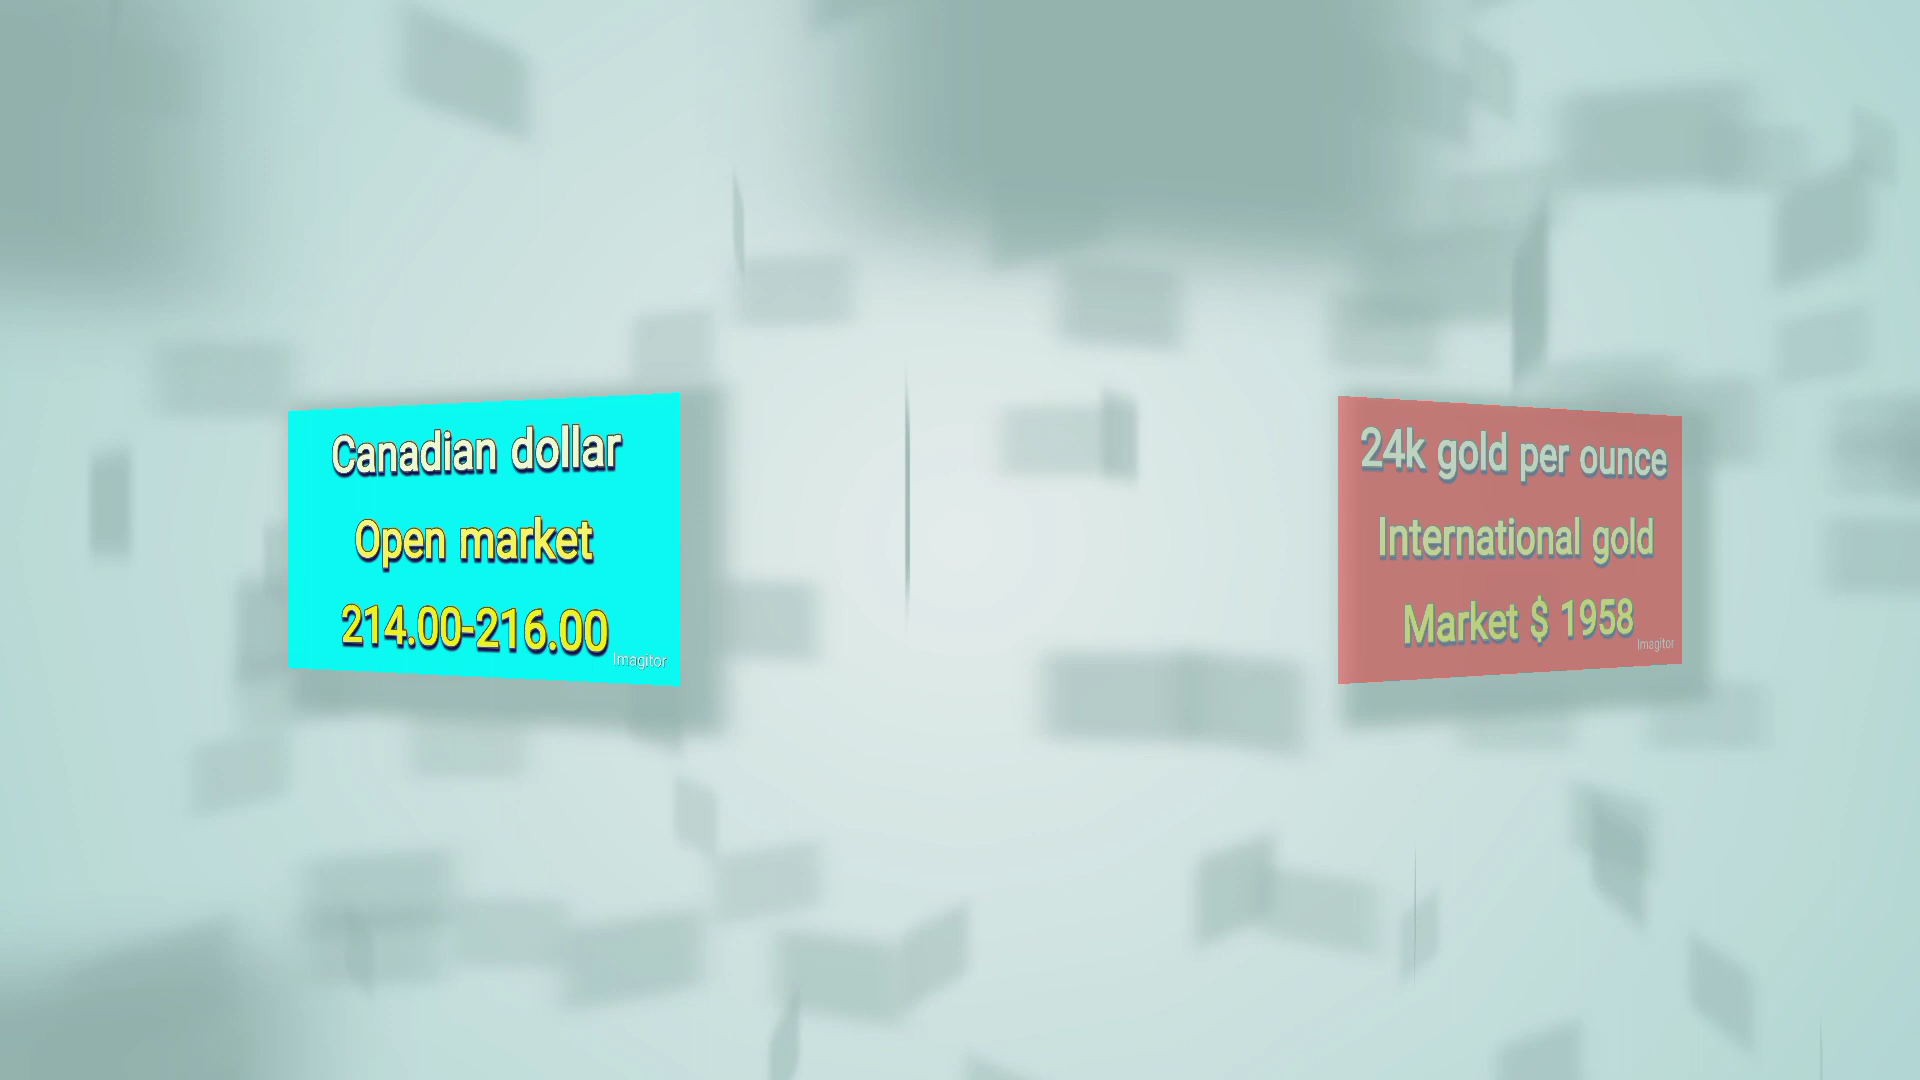 Canadian dollar
Open market
214.00-216.00
Imagitor
24k gold per ounce
International gold
Market $ 1958
Imagitor